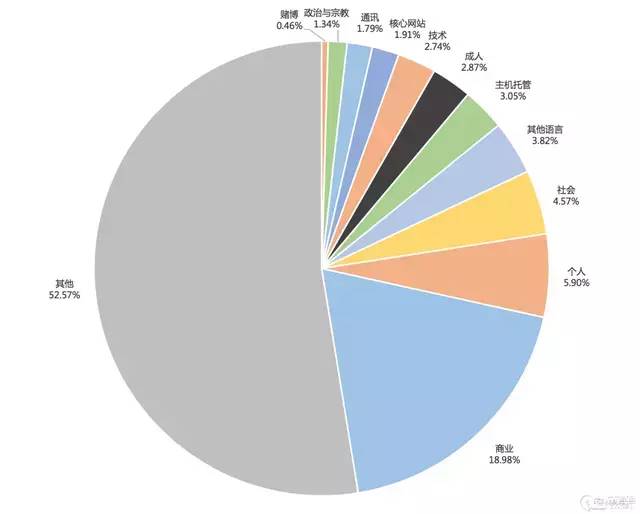 赌博
0.46%
政治与宗教
1.34%
通讯
1.79%
核心网站
1.91%
技术
2.74%
成人
2.87%
主机托管
3.05%
其他语言
3.82%
社会
4.57%
个人
5.90%
商业
18.98%
其他
52.57%